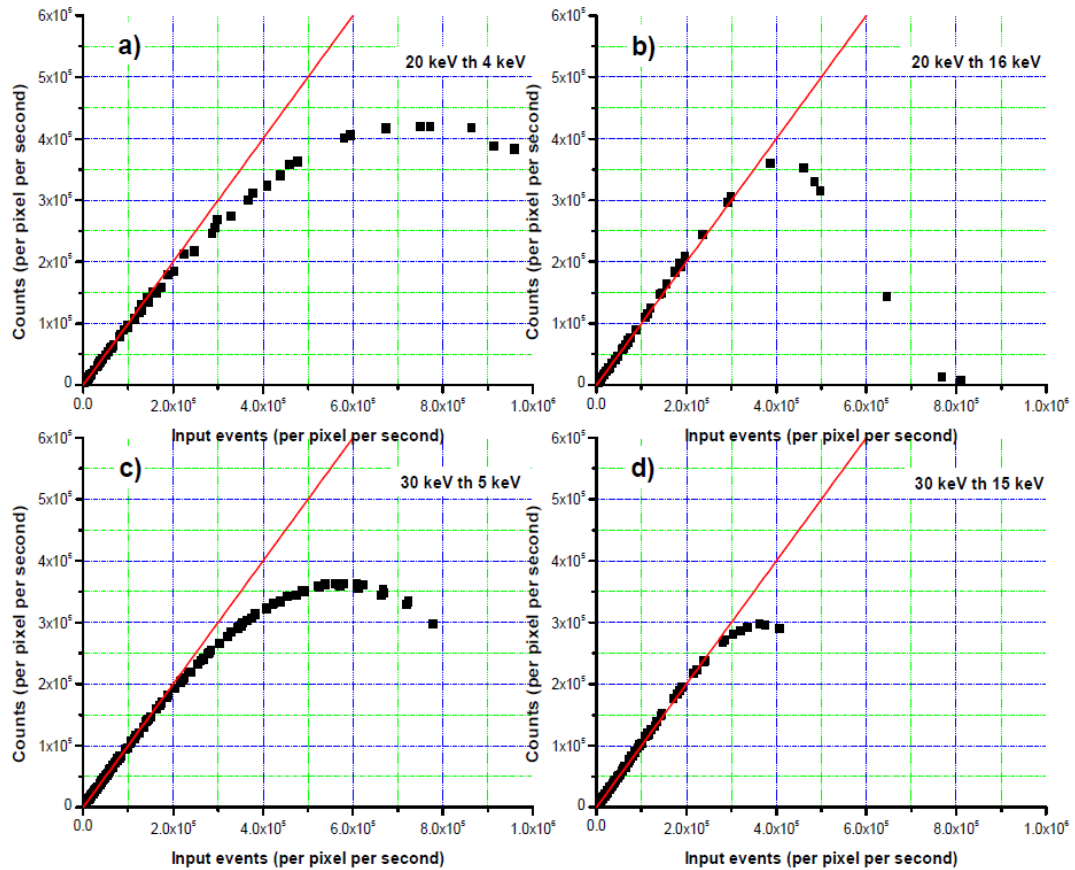 a)
20 keV th 4 keV
Counts (per pixel per second)
6x10⁵
5x10⁵
4x10⁵
3x10⁵
2x10⁵
1x10⁵
0
0.0
2.0x10⁵
4.0x10⁵
6.0x10⁵
8.0x10⁵
1.0x10⁶
Input events (per pixel per second)
b)
20 keV th 16 keV
Counts (per pixel per second)
6x10⁵
5x10⁵
4x10⁵
3x10⁵
2x10⁵
1x10⁵
0
0.0
2.0x10⁵
4.0x10⁵
6.0x10⁵
8.0x10⁵
1.0x10⁶
Input events (per pixel per second)
c)
30 keV th 5 keV
Counts (per pixel per second)
6x10⁵
5x10⁵
4x10⁵
3x10⁵
2x10⁵
1x10⁵
0
0.0
2.0x10⁵
4.0x10⁵
6.0x10⁵
8.0x10⁵
1.0x10⁶
Input events (per pixel per second)
d)
30 keV th 15 keV
Counts (per pixel per second)
6x10⁵
5x10⁵
4x10⁵
3x10⁵
2x10⁵
1x10⁵
0
0.0
2.0x10⁵
4.0x10⁵
6.0x10⁵
8.0x10⁵
1.0x10⁶
Input events (per pixel per second)